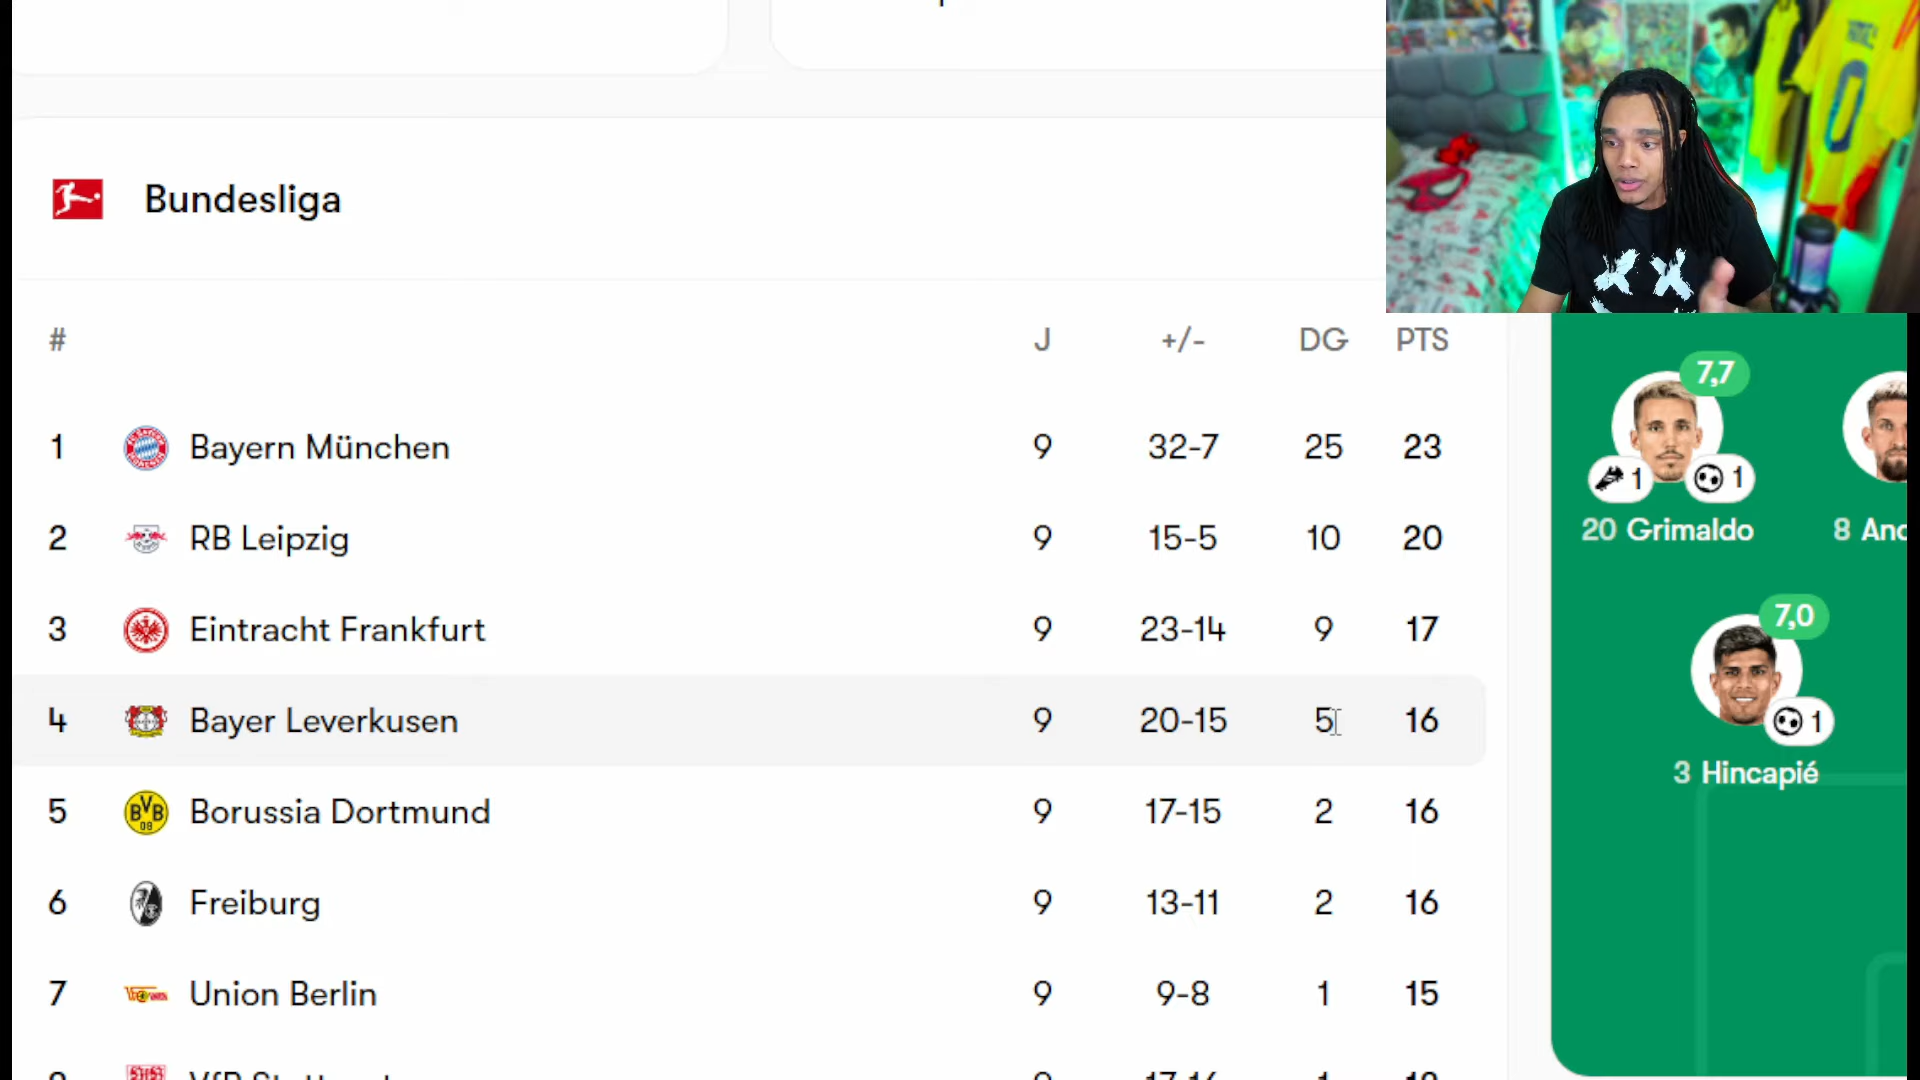 Bundesliga
# J +/- DG PTS
1 Bayern München 9 32-7 25 23
2 RB Leipzig 9 15-5 10 20
3 Eintracht Frankfurt 9 23-14 9 17
4 Bayer Leverkusen 9 20-15 5 16
5 Borussia Dortmund 9 17-15 2 16
6 Freiburg 9 13-11 2 16
7 Union Berlin 9 9-8 1 15
7,7
1 1
20 Grimaldo
8
7,0
1
3 Hincapié